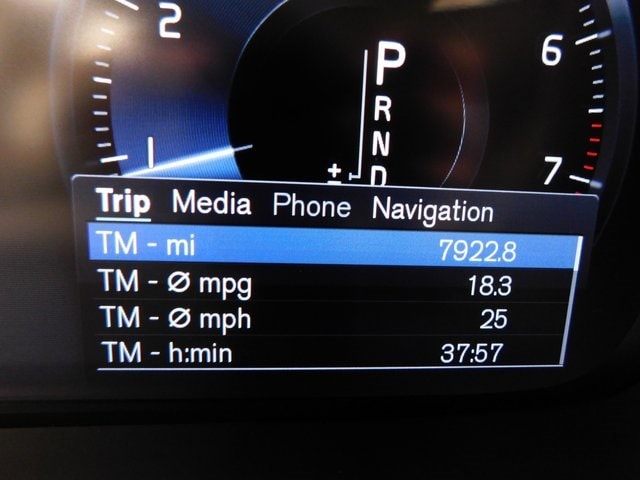 2
6
P
R
N
1
± D
7
Trip Media Phone Navigation
TM - mi 7922.8
TM - Ø mpg 18.3
TM - Ø mph 25
TM - h:min 37:57